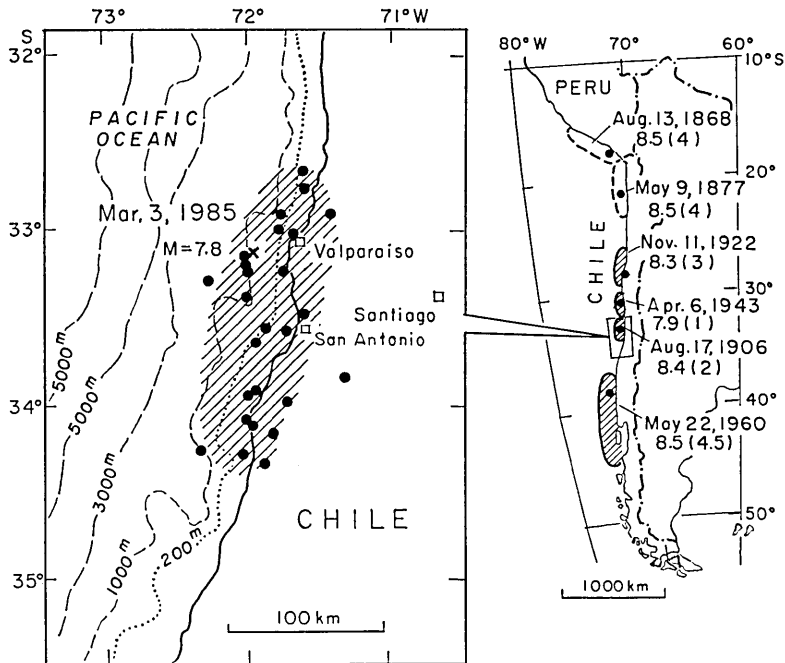 73° 72° 71°W
S
32°
PACIFIC
OCEAN
Mar. 3, 1985
33°
M=7.8
Valparaiso
Santiago
San Antonio
5000m
5000m
34°
3000m
1000m
200m
CHILE
35°
100 km
80°W 70° 60°
10°S
PERU
Aug. 13, 1868
8.5(4)
20°
May 9, 1877
8.5(4)
CHILE
Nov. 11, 1922
8.3(3)
30°
Apr. 6, 1943
7.9(1)
Aug. 17, 1906
8.4(2)
40°
May 22, 1960
8.5(4.5)
50°
1000km